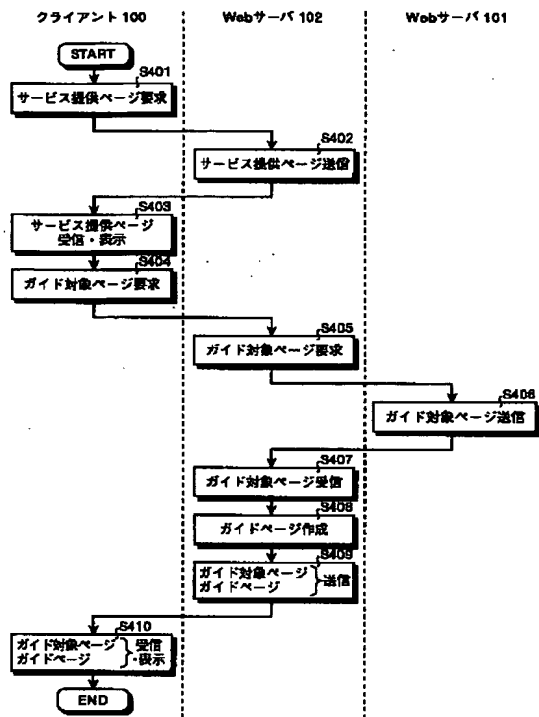 クライアント 100
Webサーバ 102
Webサーバ 101
START
S401
サービス提供ページ要求
S402
サービス提供ページ送信
S403
サービス提供ページ
受信・表示
S404
ガイド対象ページ要求
S405
ガイド対象ページ要求
S406
ガイド対象ページ送信
S407
ガイド対象ページ受信
S408
ガイドページ作成
S409
ガイド対象ページ
ガイドページ
送信
S410
ガイド対象ページ
ガイドページ
受信
・表示
END